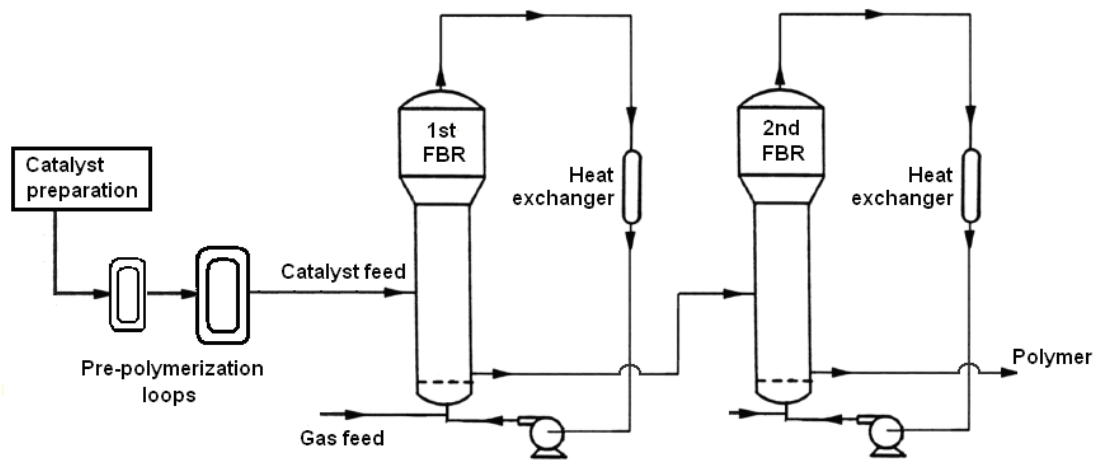 Catalyst
preparation
Pre-polymerization
loops
Catalyst feed
1st
FBR
Heat
exchanger
Gas feed
2nd
FBR
Heat
exchanger
Polymer